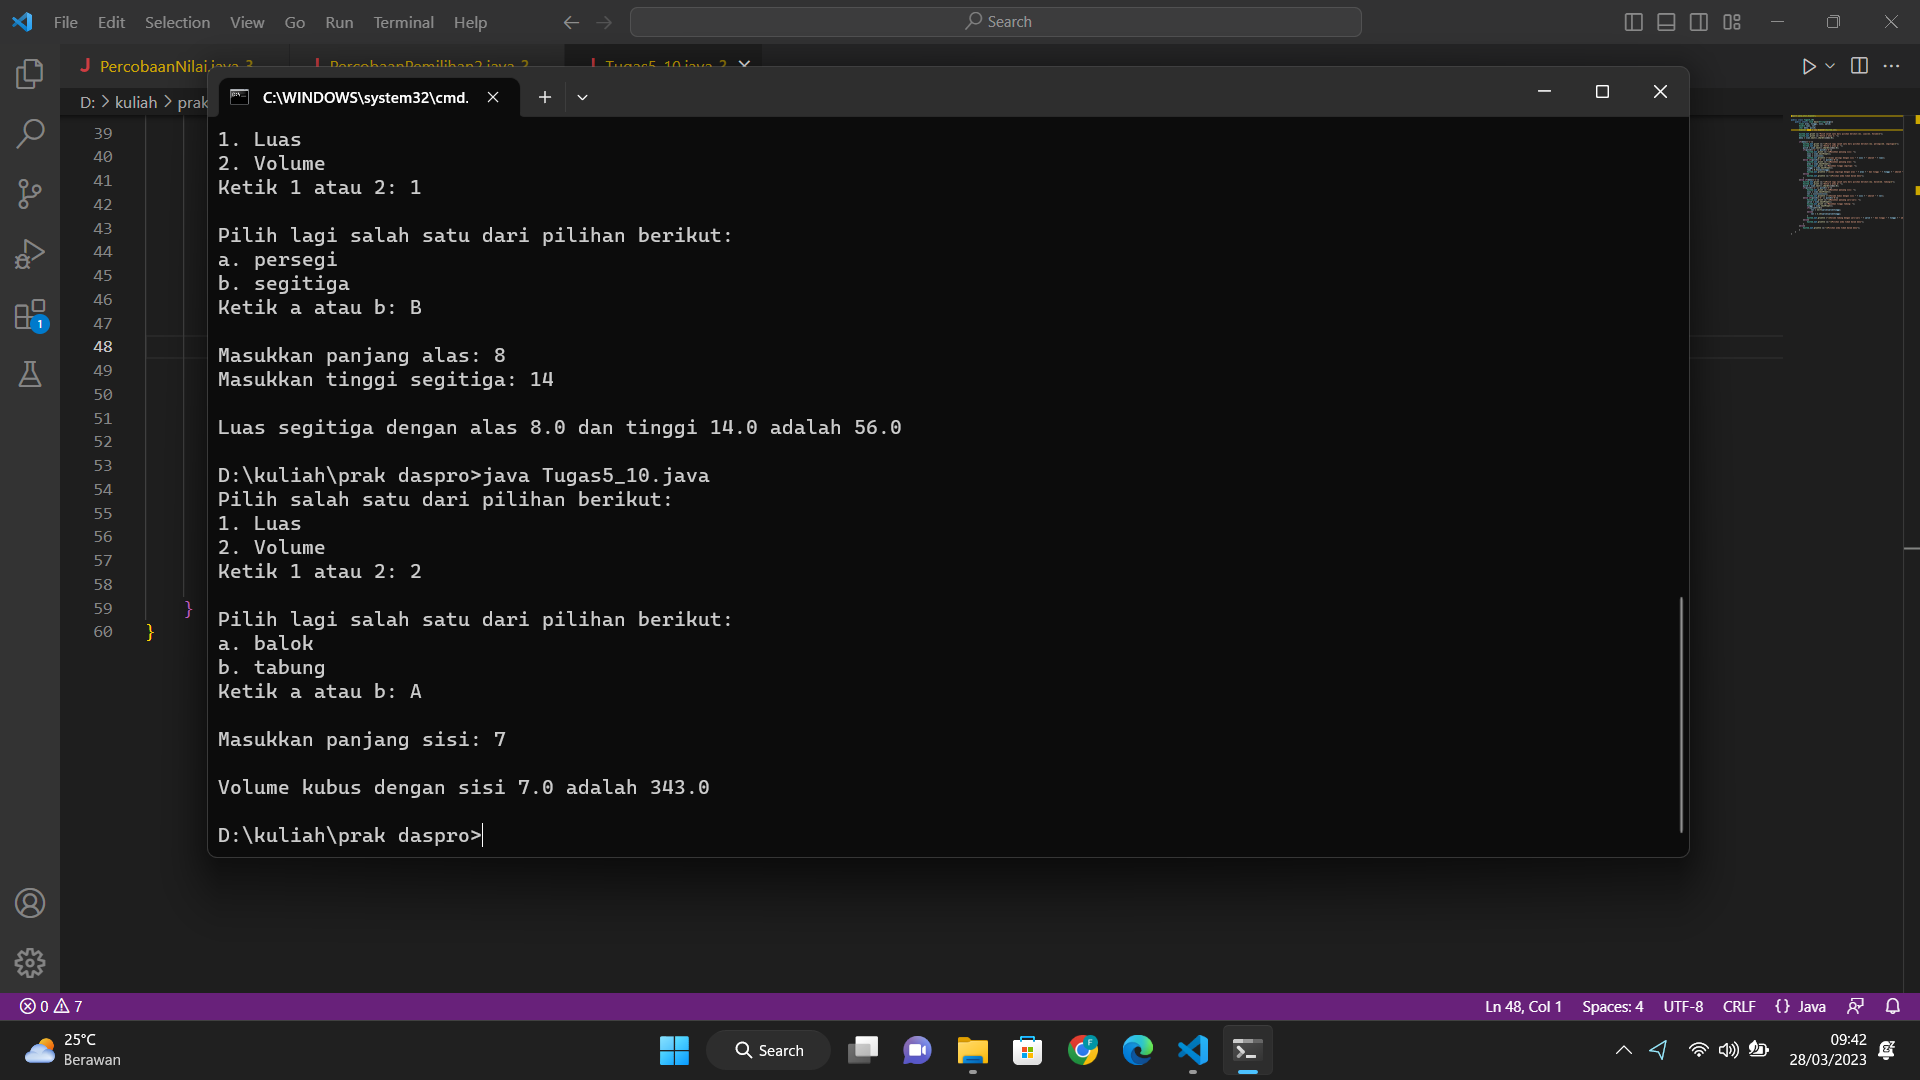 File Edit Selection View Go Run Terminal Help
Search
PercobaanNilai.java 3
PercobaanPemilihan2.java 2
Tugas5_10.java 2
D: > kuliah > prak
C:\WINDOWS\system32\cmd.
1. Luas
2. Volume
Ketik 1 atau 2: 1
Pilih lagi salah satu dari pilihan berikut:
a. persegi
b. segitiga
Ketik a atau b: B
Masukkan panjang alas: 8
Masukkan tinggi segitiga: 14
Luas segitiga dengan alas 8.0 dan tinggi 14.0 adalah 56.0
D:\kuliah\prak daspro>java Tugas5_10.java
Pilih salah satu dari pilihan berikut:
1. Luas
2. Volume
Ketik 1 atau 2: 2
Pilih lagi salah satu dari pilihan berikut:
a. balok
b. tabung
Ketik a atau b: A
Masukkan panjang sisi: 7
Volume kubus dengan sisi 7.0 adalah 343.0
D:\kuliah\prak daspro>
39
40
41
42
43
44
45
46
47
48
49
50
51
52
53
54
55
56
57
58
59 }
60 }
1
0 7
Ln 48, Col 1 Spaces: 4 UTF-8 CRLF {} Java
25°C
Berawan
Search
09:42
28/03/2023